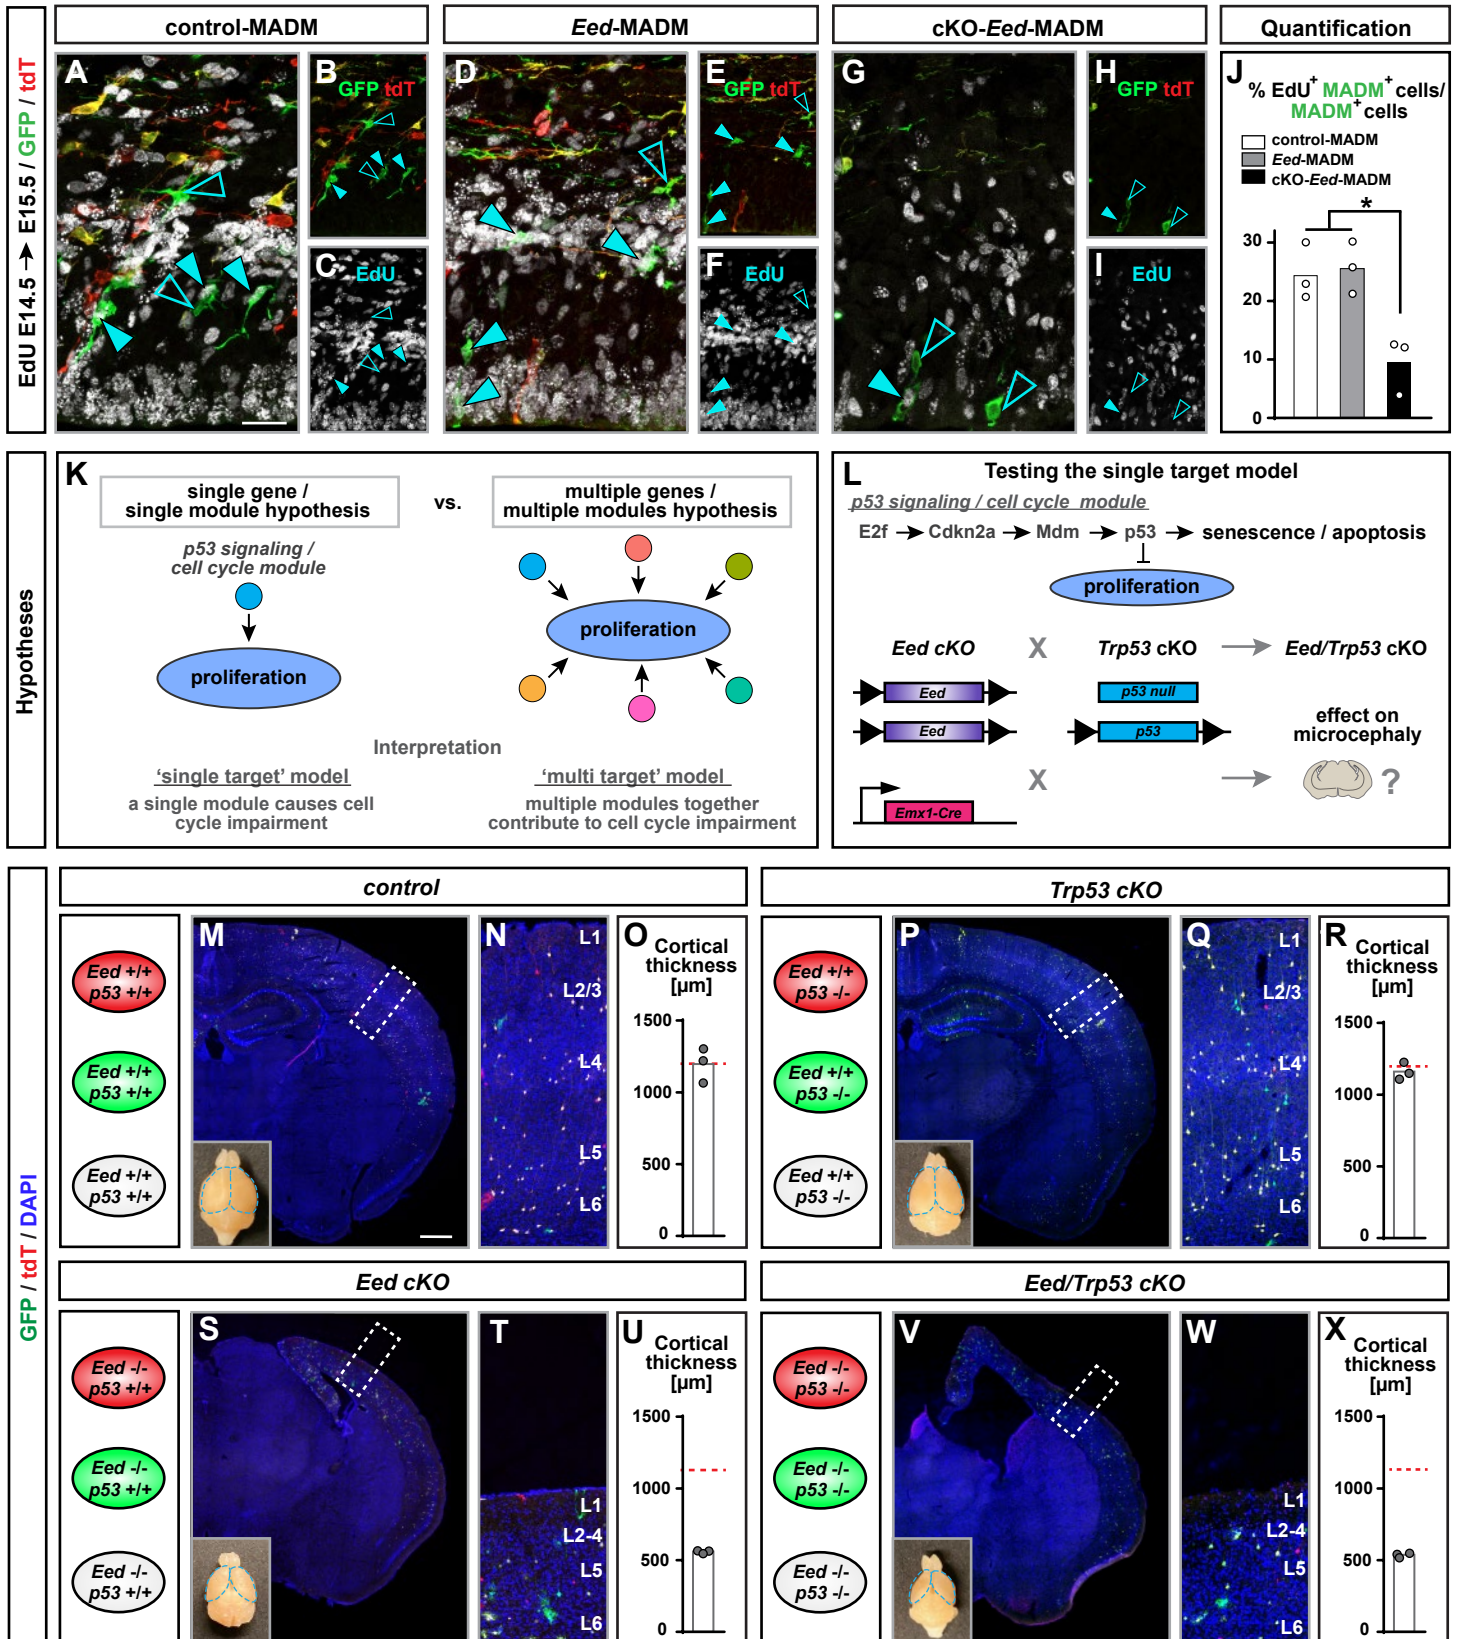 control-MADM
Eed-MADM
cKO-Eed-MADM
Quantification
EdU E14.5 → E15.5 / GFP / tdT
A
B
GFP tdT
C
EdU
D
E
GFP tdT
F
EdU
G
H
GFP tdT
I
EdU
J
% EdU+ MADM+ cells/
MADM+ cells
control-MADM
Eed-MADM
cKO-Eed-MADM
*
30
20
10
0
Hypotheses
K
single gene /
single module hypothesis
vs.
multiple genes /
multiple modules hypothesis
p53 signaling /
cell cycle module
proliferation
proliferation
Interpretation
‘single target’ model
a single module causes cell
cycle impairment
‘multi target’ model
multiple modules together
contribute to cell cycle impairment
L
Testing the single target model
p53 signaling / cell cycle module
E2f → Cdkn2a → Mdm → p53 → senescence / apoptosis
proliferation
Eed cKO X Trp53 cKO → Eed/Trp53 cKO
Eed
p53 null
Eed
p53
effect on
microcephaly
X → ?
Emx1-Cre
GFP / tdT / DAPI
control
Eed +/+
p53 +/+
Eed +/+
p53 +/+
Eed +/+
p53 +/+
M
N
L1
L2/3
L4
L5
L6
O
Cortical
thickness
[µm]
1500
1000
500
0
Trp53 cKO
Eed +/+
p53 -/-
Eed +/+
p53 -/-
Eed +/+
p53 -/-
P
Q
L1
L2/3
L4
L5
L6
R
Cortical
thickness
[µm]
1500
1000
500
0
Eed cKO
Eed -/-
p53 +/+
Eed -/-
p53 +/+
Eed -/-
p53 +/+
S
T
L1
L2-4
L5
L6
U
Cortical
thickness
[µm]
1500
1000
500
0
Eed/Trp53 cKO
Eed -/-
p53 -/-
Eed -/-
p53 -/-
Eed -/-
p53 -/-
V
W
L1
L2-4
L5
L6
X
Cortical
thickness
[µm]
1500
1000
500
0